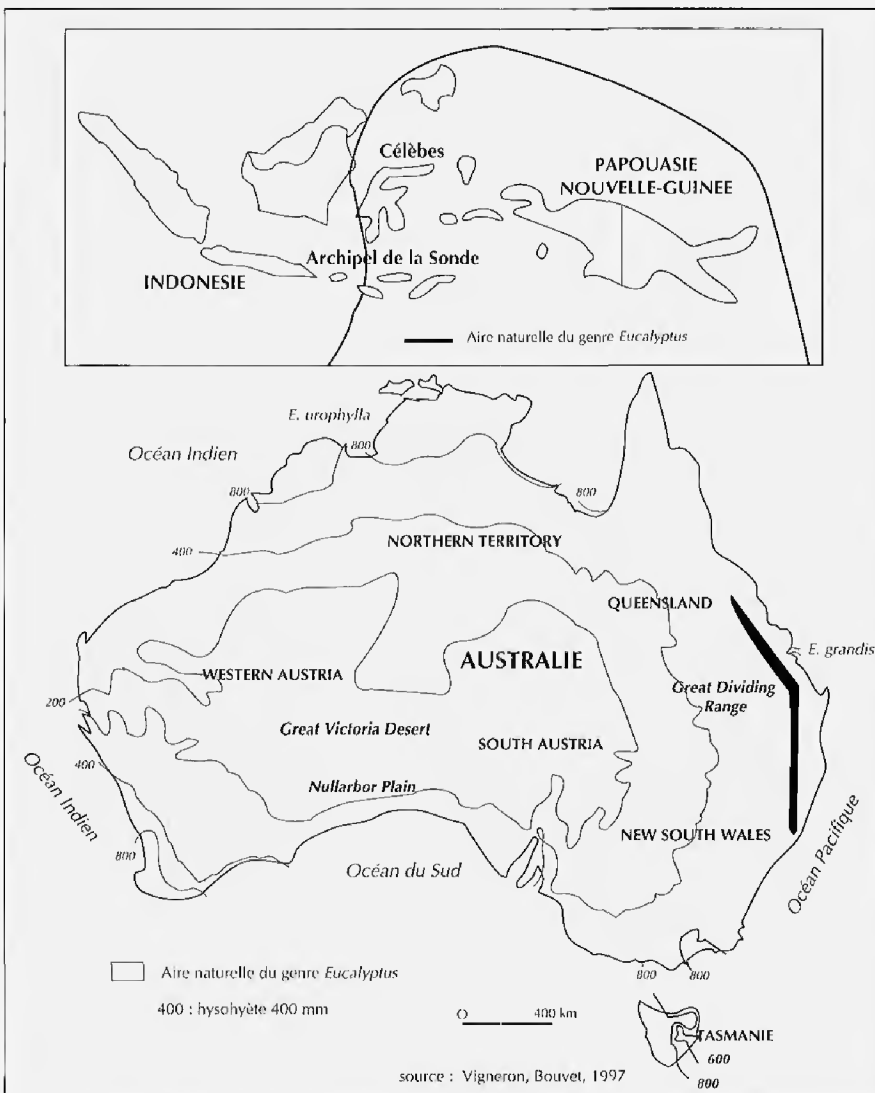 Célèbes
PAPOUASIE
NOUVELLE-GUINEE
Archipel de la Sonde
INDONESIE
Aire naturelle du genre Eucalyptus
E. urophylla
Océan Indien
800
800
800
400
NORTHERN TERRITORY
QUEENSLAND
E. grandis
AUSTRALIE
WESTERN AUSTRIA
Great Dividing
Range
200
Great Victoria Desert
SOUTH AUSTRIA
400
Nullarbor Plain
Océan Indien
NEW SOUTH WALES
800
Océan du Sud
Océan Pacifique
800
800
Aire naturelle du genre Eucalyptus
400 : hysohyète 400 mm
O 400 km
TASMANIE
600
source : Vigneron, Bouvet, 1997
800